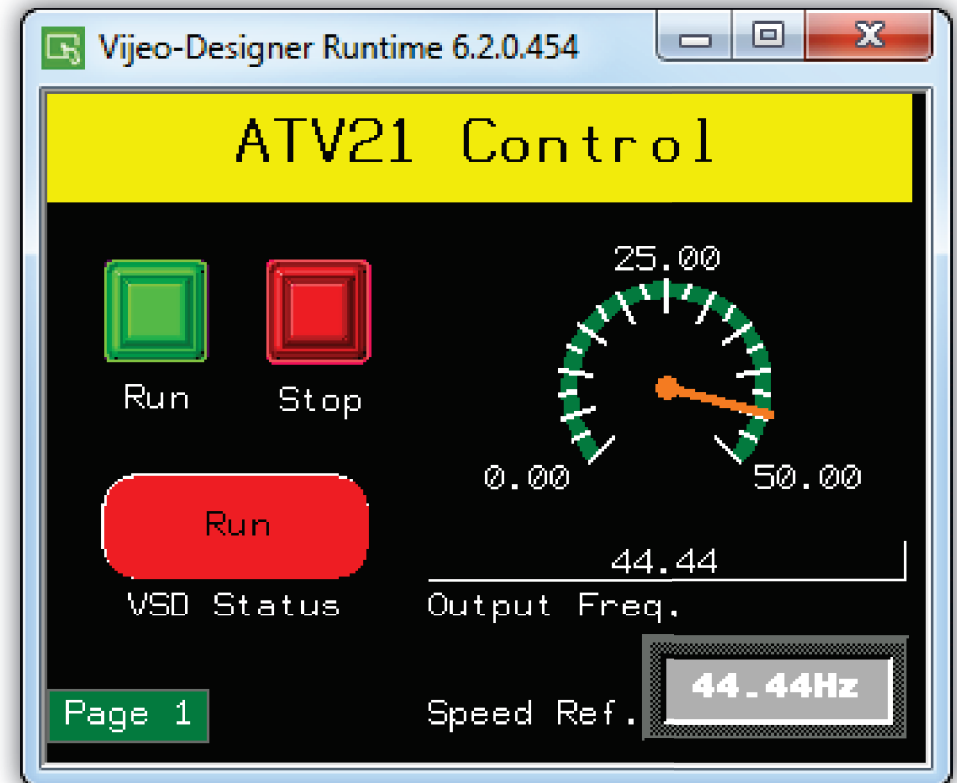 Vijeo-Designer Runtime 6.2.0.454
ATV21 Control
25.00
Run
Stop
0.00
50.00
Run
44.44
VSD Status
Output Freq.
Page 1
Speed Ref.
44.44Hz